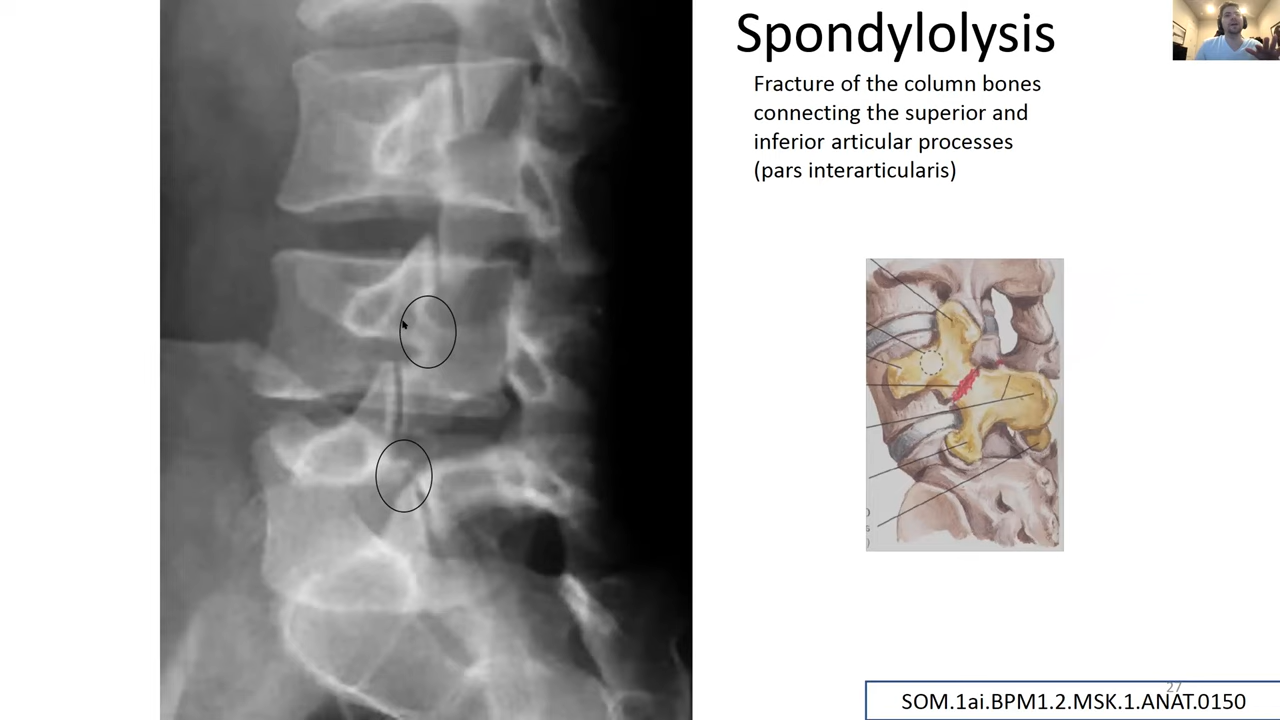 Spondylolysis
Fracture of the column bones
connecting the superior and
inferior articular processes
(pars interarticularis)
27
SOM.1ai.BPM1.2.MSK.1.ANAT.0150